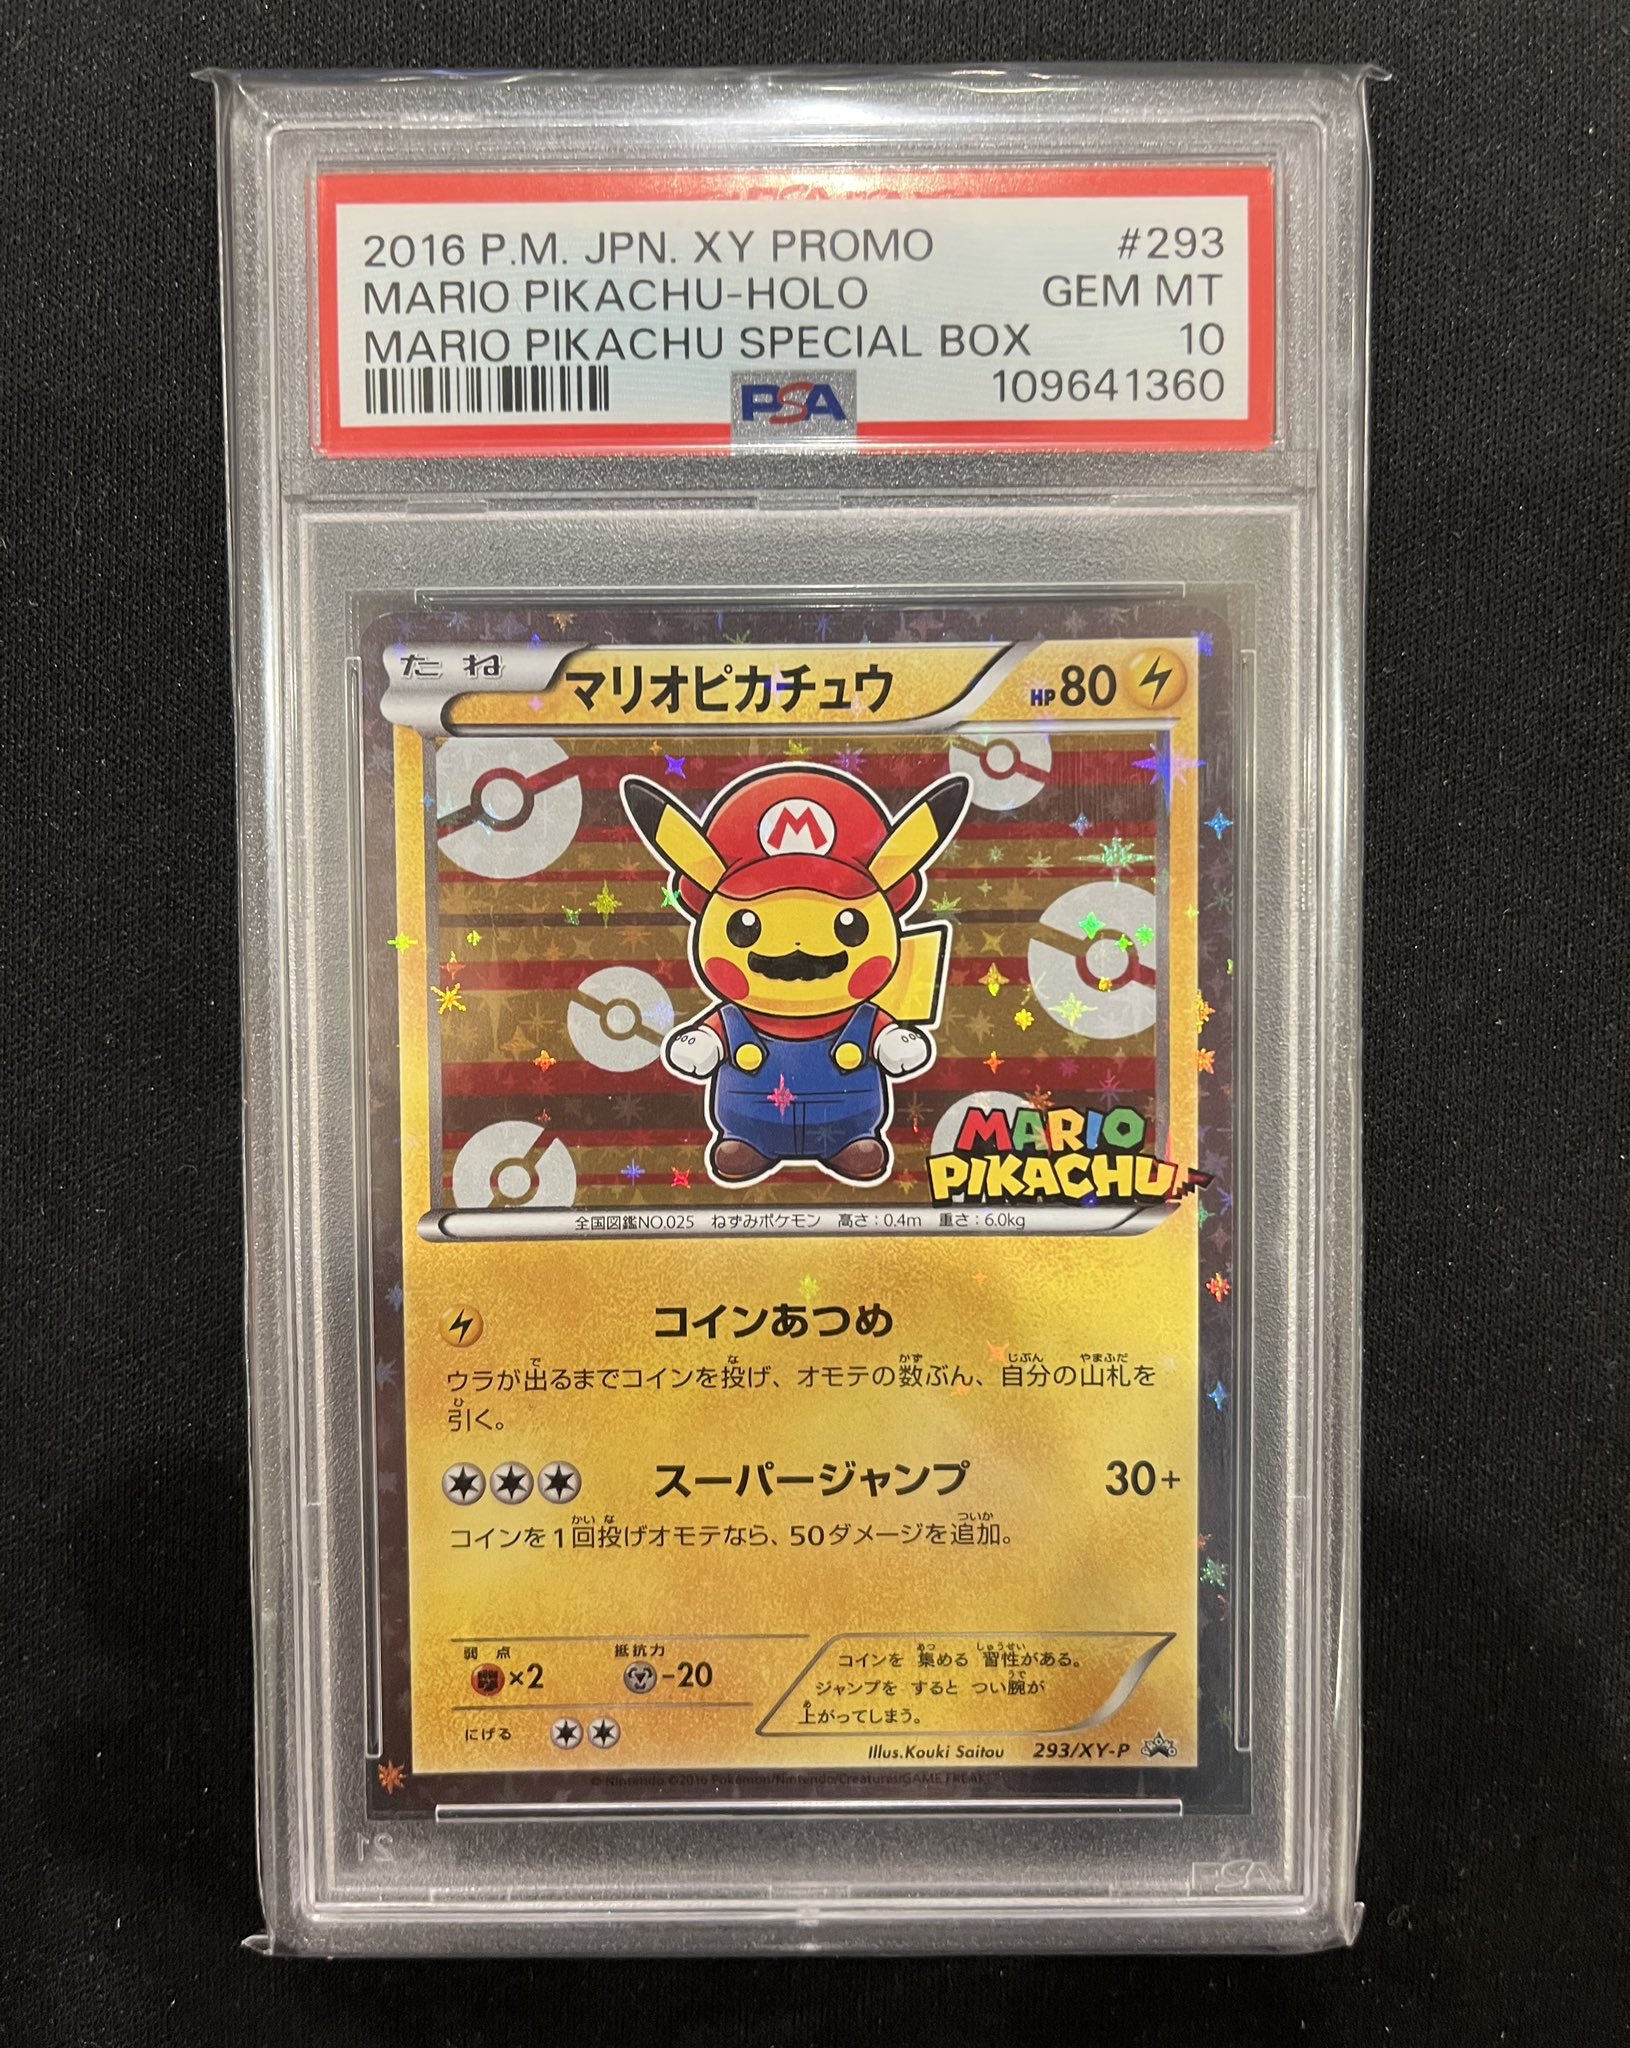 2016 P.M. JPN. XY PROMO #293
MARIO PIKACHU-HOLO GEM MT
MARIO PIKACHU SPECIAL BOX 10
109641360
PSA
たね マリオピカチュウ HP80
M
MARIO
PIKACHU
全国図鑑NO.025 ねずみポケモン 高さ:0.4m 重さ:6.0kg
コインあつめ
ウラが出るまでコインを投げ、オモテの数ぶん、自分の山札を
引く。
スーパージャンプ 30+
コインを1回投げオモテなら、50ダメージを追加。
弱点 抵抗力
×2 -20
にげる
コインを 集める 習性がある。
ジャンプを すると つい腕が
上がってしまう。
Illus.Kouki Saitou 293/XY-P
© Nintendo ©2016 Pokémon/Nintendo/Creatures/GAME FREAK
PSA